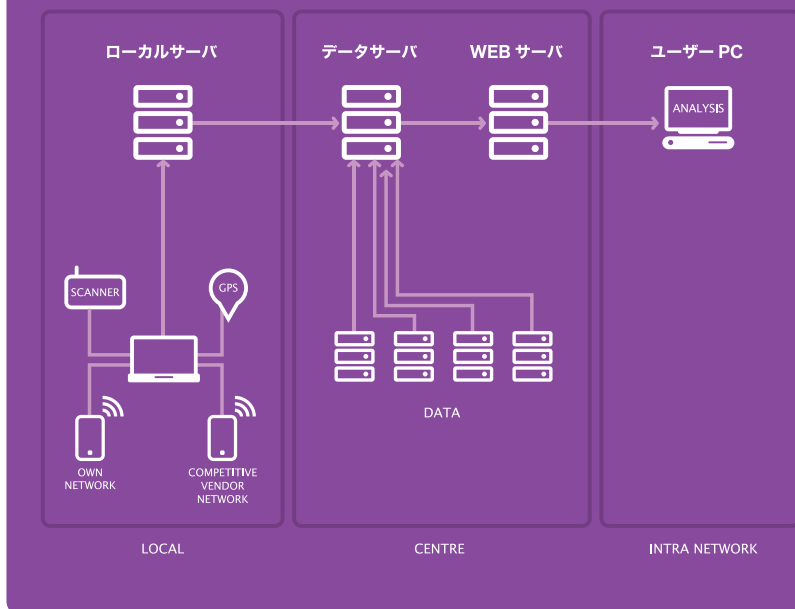 ローカルサーバ
データサーバ
WEB サーバ
ユーザー PC
ANALYSIS
SCANNER
GPS
OWN
NETWORK
COMPETITIVE
VENDOR
NETWORK
DATA
LOCAL
CENTRE
INTRA NETWORK